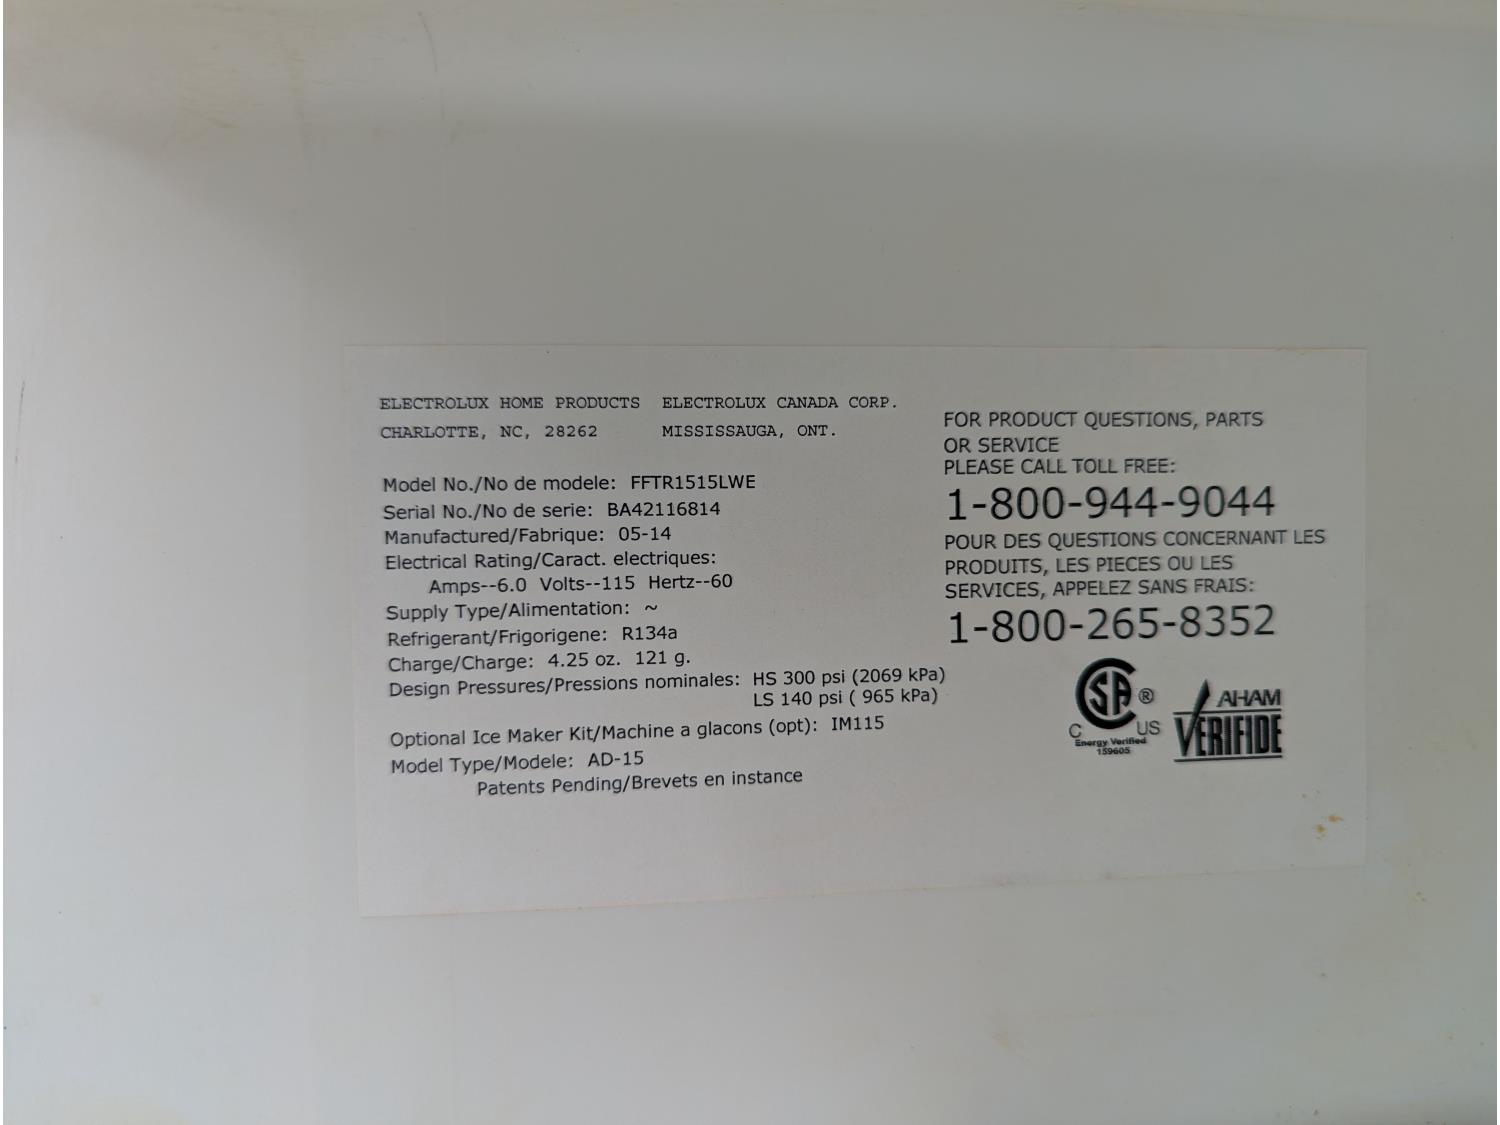 ELECTROLUX HOME PRODUCTS ELECTROLUX CANADA CORP.
CHARLOTTE, NC, 28262 MISSISSAUGA, ONT.
Model No./No de modele: FFTR1515LWE
Serial No./No de serie: BA42116814
Manufactured/Fabrique: 05-14
Electrical Rating/Caract. electriques:
Amps--6.0 Volts--115 Hertz--60
Supply Type/Alimentation: ~
Refrigerant/Frigorigene: R134a
Charge/Charge: 4.25 oz. 121 g.
Design Pressures/Pressions nominales: HS 300 psi (2069 kPa)
LS 140 psi ( 965 kPa)
Optional Ice Maker Kit/Machine a glacons (opt): IM115
Model Type/Modele: AD-15
Patents Pending/Brevets en instance
FOR PRODUCT QUESTIONS, PARTS
OR SERVICE
PLEASE CALL TOLL FREE:
1-800-944-9044
POUR DES QUESTIONS CONCERNANT LES
PRODUITS, LES PIECES OU LES
SERVICES, APPELEZ SANS FRAIS:
1-800-265-8352
CSA ®
C US
Energy Verified
159605
AHAM
VERIFIDE